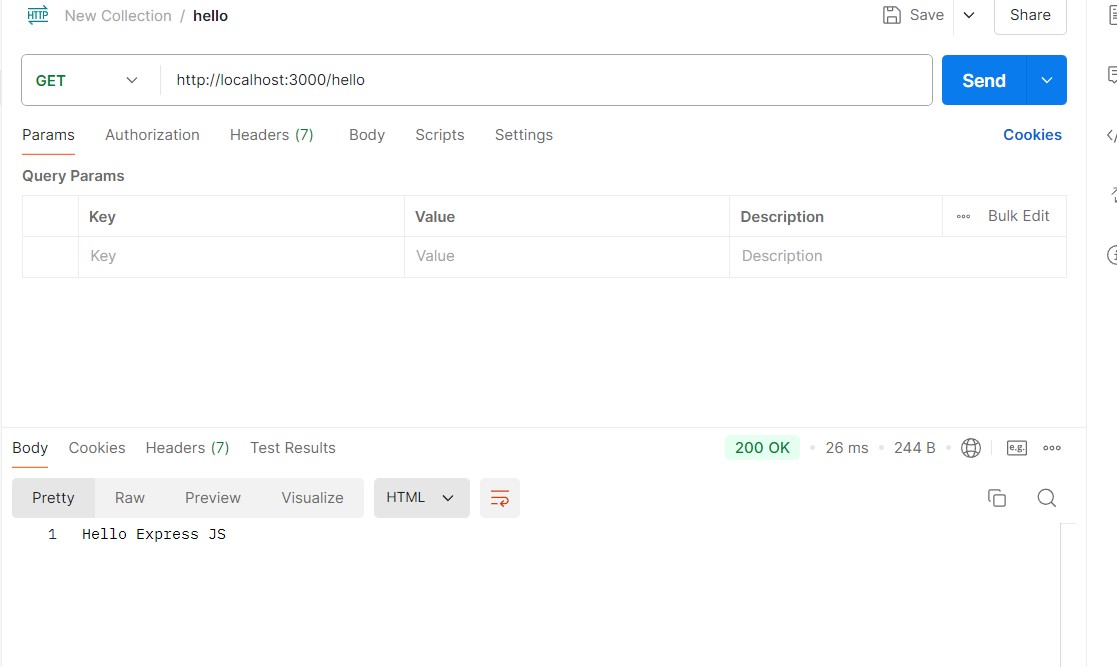 HTTP New Collection / hello Save Share
GET http://localhost:3000/hello Send
Params Authorization Headers (7) Body Scripts Settings Cookies
Query Params
Key Value Description Bulk Edit
Key Value Description
Body Cookies Headers (7) Test Results 200 OK 26 ms 244 B e.g.
Pretty Raw Preview Visualize HTML
1 Hello Express JS